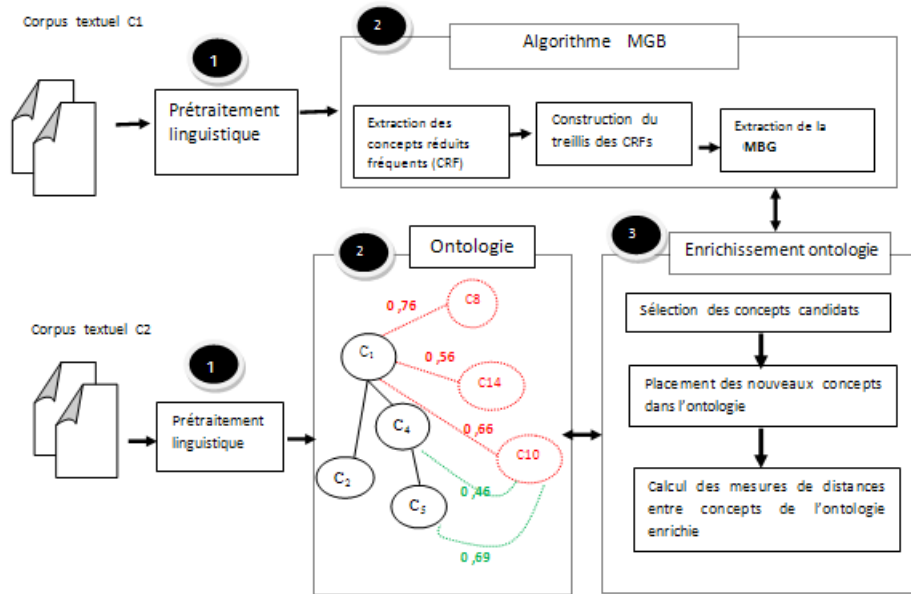 Corpus textuel C1
1
Prétraitement
linguistique
2
Algorithme MGB
Extraction des
concepts réduits
fréquents (CRF)
Construction du
treillis des CRFs
Extraction de la
MBG
Corpus textuel C2
1
Prétraitement
linguistique
2
Ontologie
0 ,76
C8
C1
0 ,56
C14
C4
0 ,66
C10
C2
0 ,46
C5
0 ,69
3
Enrichissement ontologie
Sélection des concepts candidats
Placement des nouveaux concepts
dans l'ontologie
Calcul des mesures de distances
entre concepts de l'ontologie
enrichie